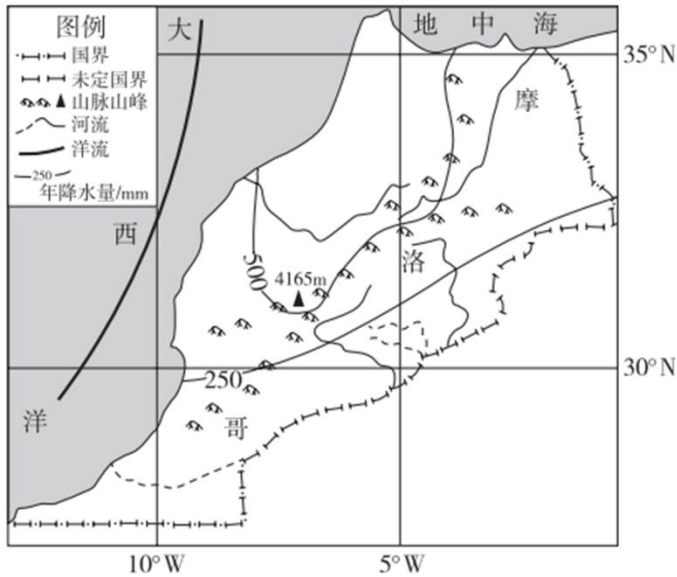 图例
国界
未定国界
山脉山峰
河流
洋流
250
年降水量/mm
大
西
洋
地 中 海
摩
洛
哥
500
4165m
250
35°N
30°N
10°W
5°W